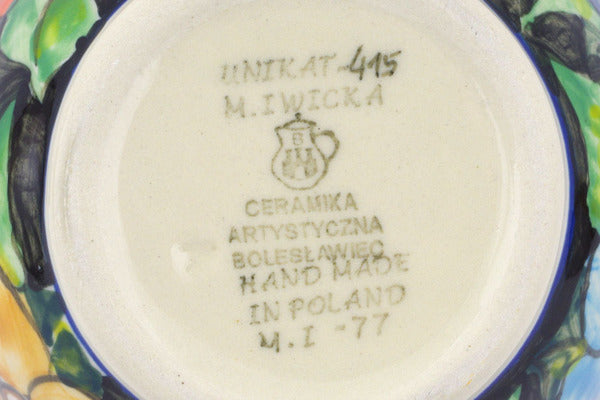 UNIKAT-415
M.IWICKA
B
CERAMIKA
ARTYSTYCZNA
BOLESŁAWIEC
HAND MADE
IN POLAND
M.I -77